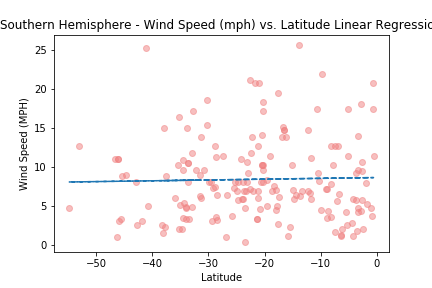 Southern Hemisphere - Wind Speed (mph) vs. Latitude Linear Regressio
25
20
15
10
5
0
Wind Speed (MPH)
−50 −40 −30 −20 −10 0
Latitude